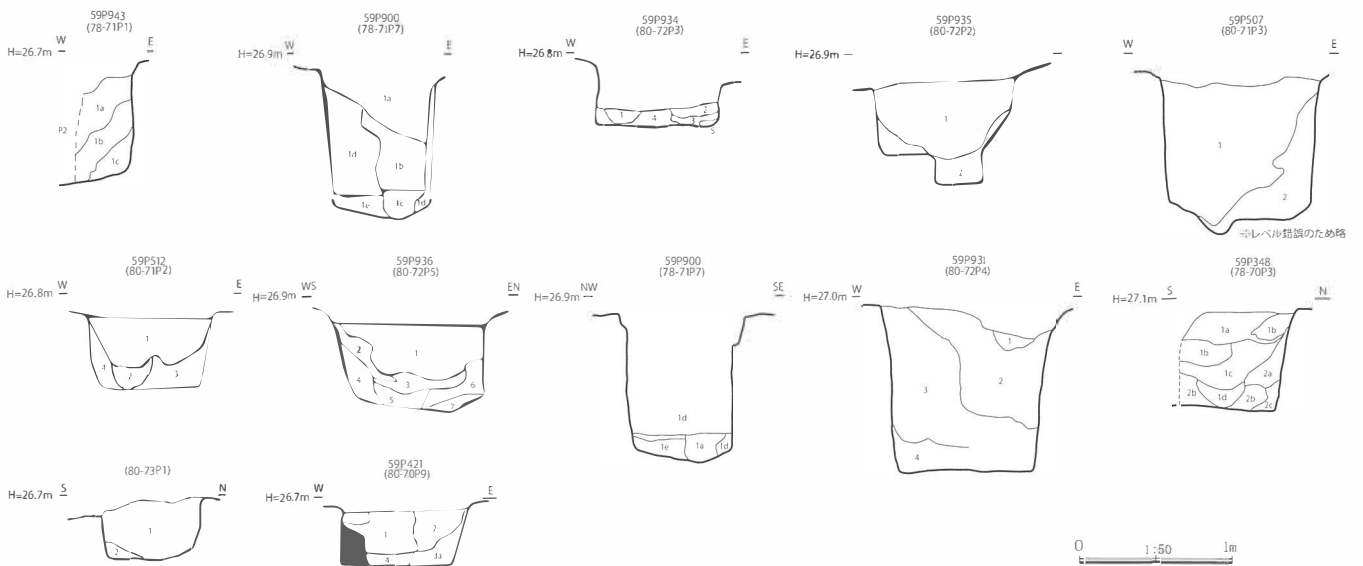 59P943
(78-71P1)
H=26.7m W E
1a
P2
1b
1c
59P900
(78-71P7)
H=26.9m W E
1a
1d
1b
1e 1c 1d
59P934
(80-72P3)
H=26.8m W E
1 4 2
3
S
59P935
(80-72P2)
H=26.9m
1
2
59P507
(80-71P3)
W E
1
2
※レベル錯誤のため略
59P512
(80-71P2)
H=26.8m W E
1
4 2 3
59P936
(80-72P5)
H=26.9m WS EN
2 1
4 3 6
5 7
59P900
(78-71P7)
H=26.9m NW SE
1d
1e 1a 1d
59P931
(80-72P4)
H=27.0m W E
1
3 2
4
59P348
(78-70P3)
H=27.1m S N
1a 1b
1b
1c 2a
2b 1d 2b 2c
(80-73P1)
H=26.7m S N
1
2
59P421
(80-70P9)
H=26.7m W E
1 2
3 3a
0 1:50 1m